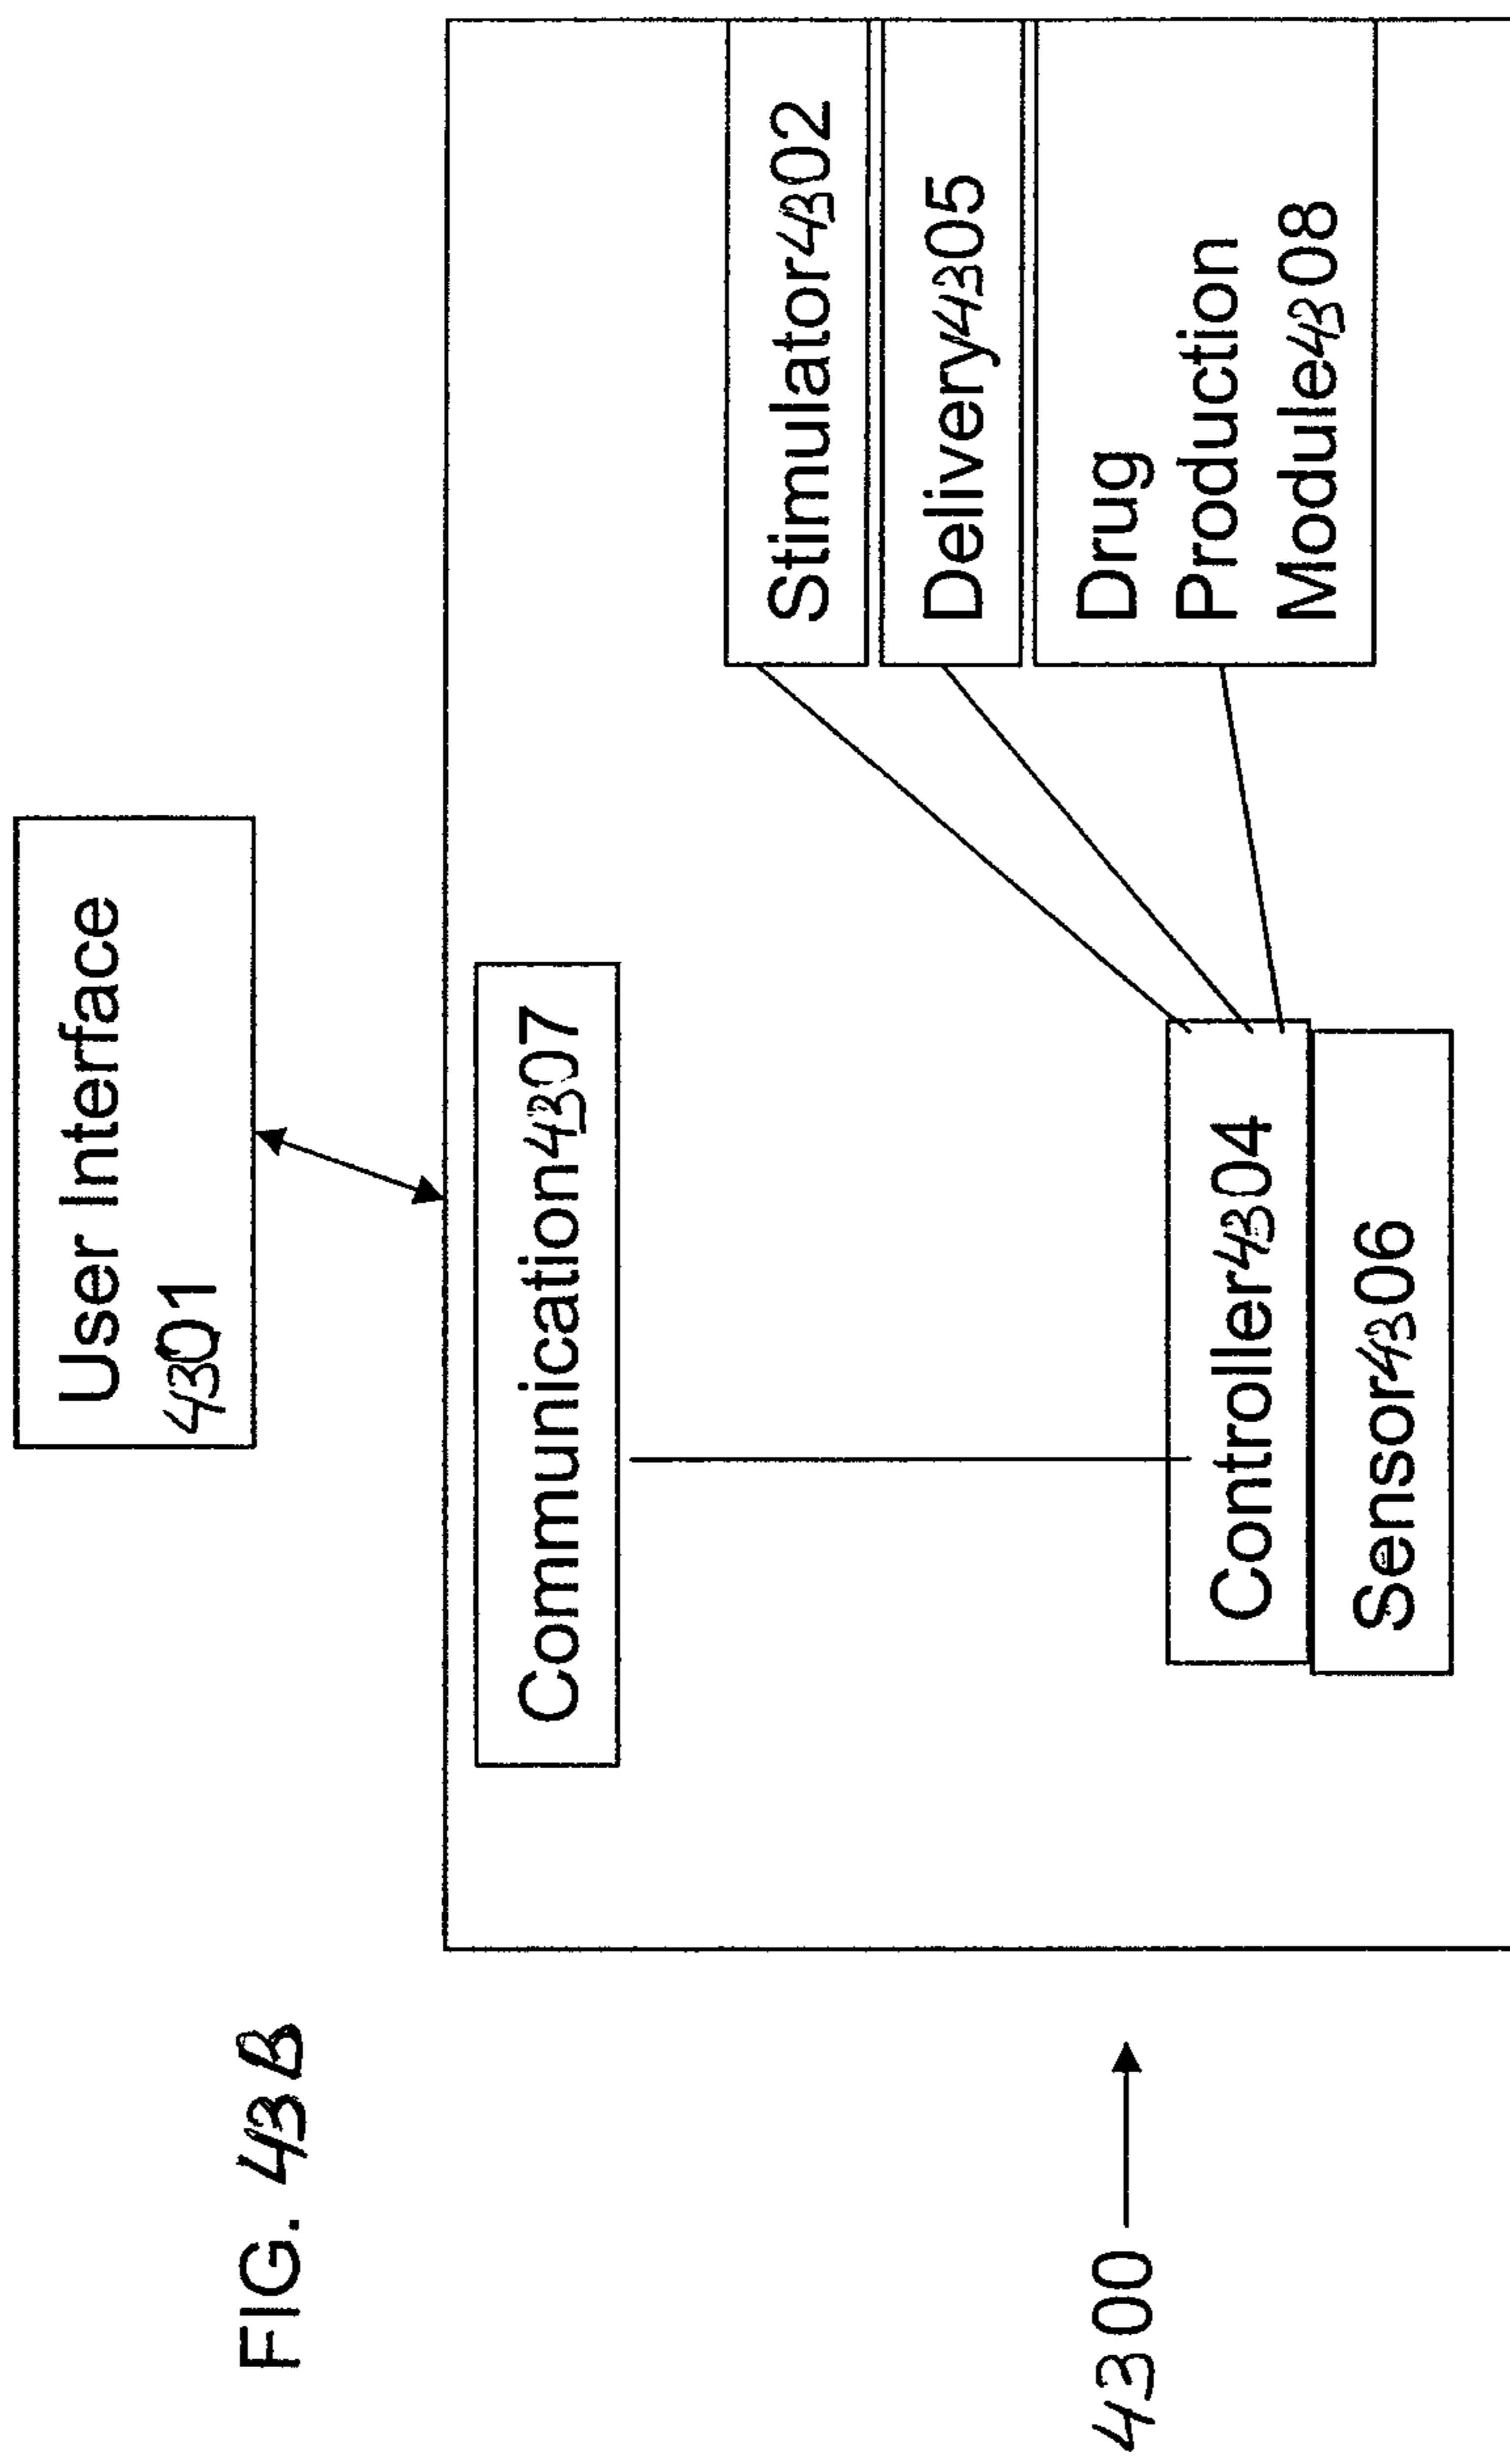 FIG. 43B
User Interface
4301
Communication4307
Stimulator4302
Delivery4305
Drug
Production
Module4308
Controller4304
Sensor4306
4300